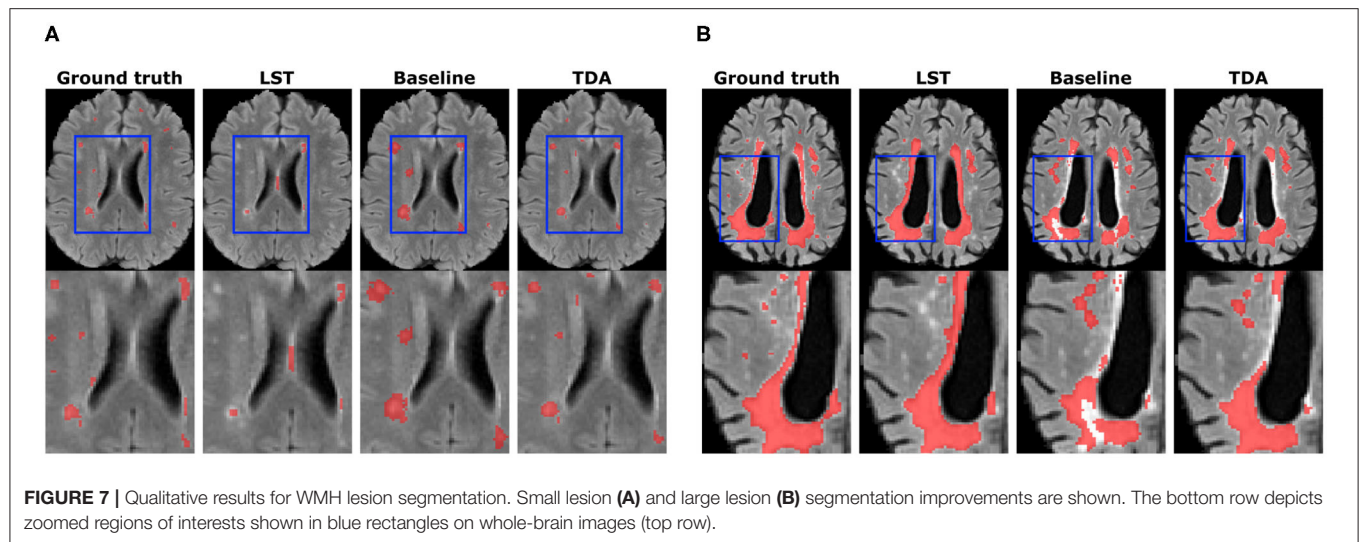 A
B
Ground truth LST Baseline TDA
Ground truth LST Baseline TDA
FIGURE 7 | Qualitative results for WMH lesion segmentation. Small lesion (A) and large lesion (B) segmentation improvements are shown. The bottom row depicts
zoomed regions of interests shown in blue rectangles on whole-brain images (top row).